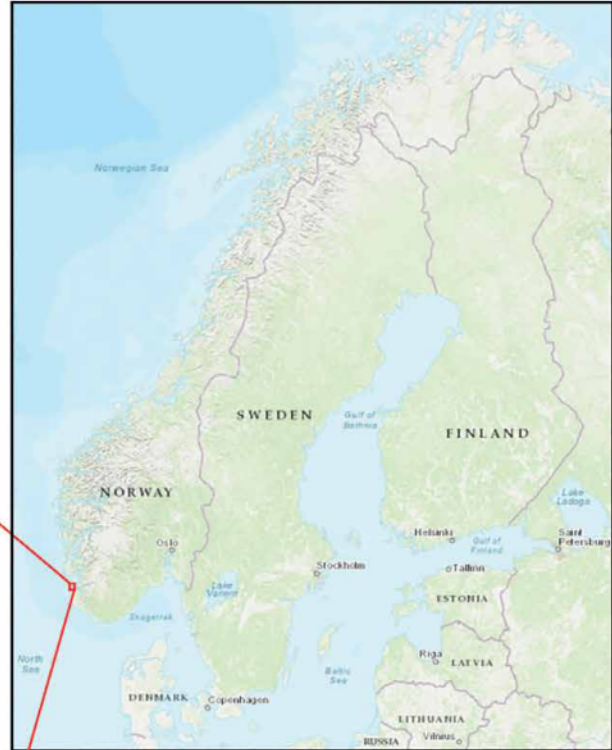 Norwegian Sea
SWEDEN
Gulf of
Bothnia
FINLAND
NORWAY
Lake
Ladoga
Oslo
Helsinki
Gulf of
Finland
Saint
Petersburg
Stockholm
Tallinn
Lake
Vanern
ESTONIA
Skagerrak
North
Sea
Riga
LATVIA
Baltic
Sea
DENMARK
Copenhagen
LITHUANIA
Vilnius
RUSSIA